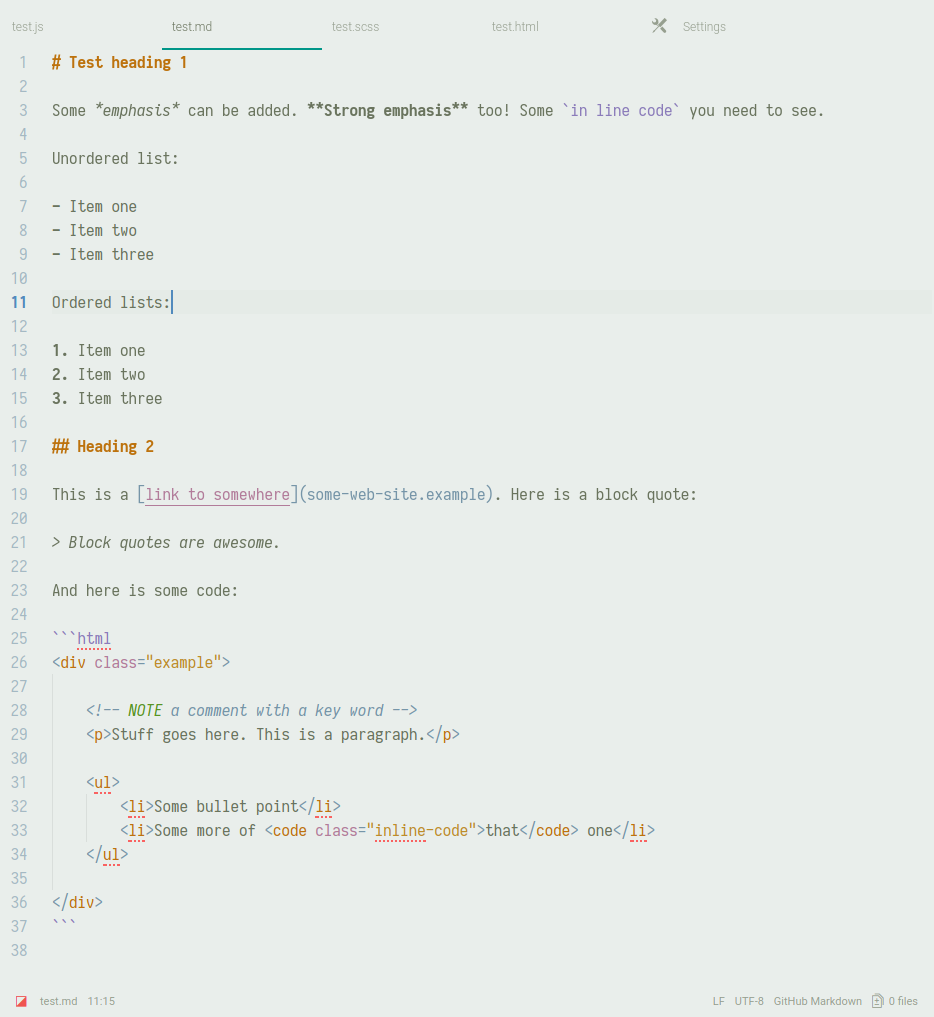 test.js test.md test.scss test.html Settings
1 # Test heading 1
2
3 Some *emphasis* can be added. **Strong emphasis** too! Some `in line code` you need to see.
4
5 Unordered list:
6
7 - Item one
8 - Item two
9 - Item three
10
11 Ordered lists:
12
13 1. Item one
14 2. Item two
15 3. Item three
16
17 ## Heading 2
18
19 This is a [link to somewhere](some-web-site.example). Here is a block quote:
20
21 > Block quotes are awesome.
22
23 And here is some code:
24
25 ```html
26 <div class="example">
27
28     <!-- NOTE a comment with a key word -->
29     <p>Stuff goes here. This is a paragraph.</p>
30
31     <ul>
32         <li>Some bullet point</li>
33         <li>Some more of <code class="inline-code">that</code> one</li>
34     </ul>
35
36 </div>
37 ```
38
test.md 11:15 LF UTF-8 GitHub Markdown 0 files